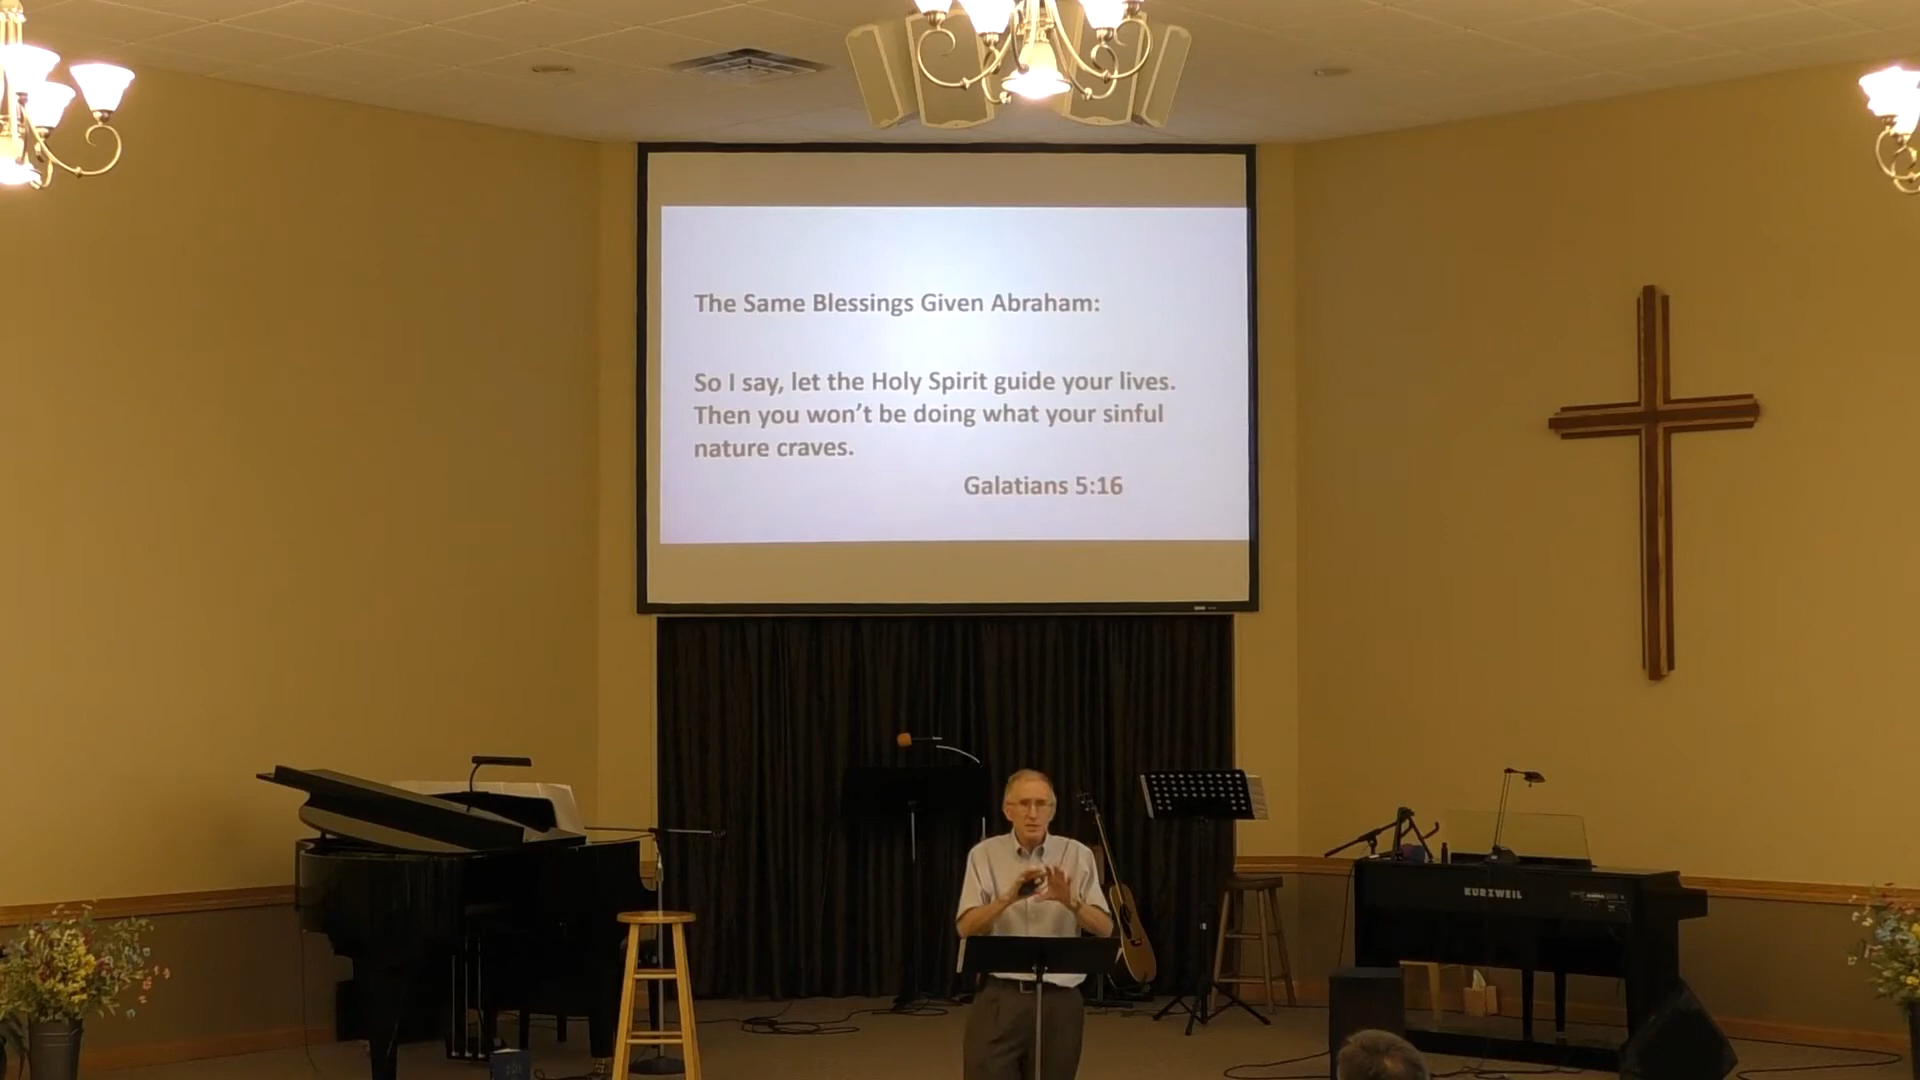 The Same Blessings Given Abraham:
So I say, let the Holy Spirit guide your lives.
Then you won't be doing what your sinful
nature craves.
Galatians 5:16
KURZWEIL